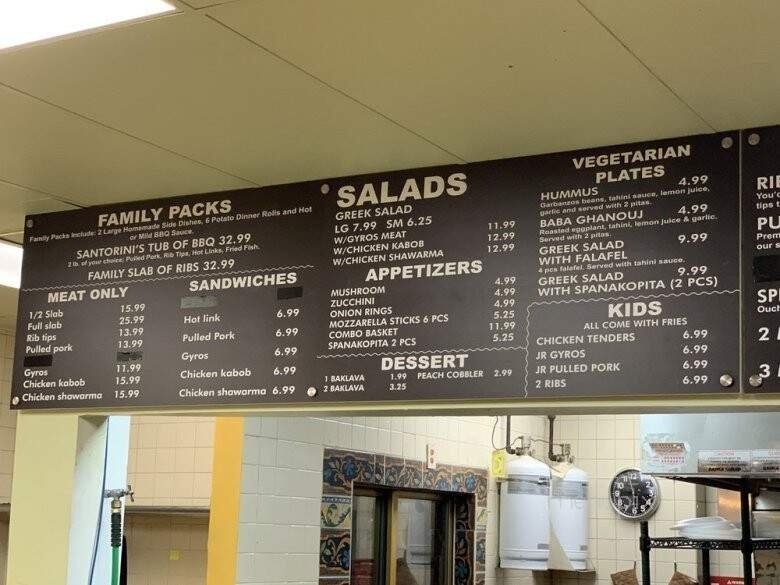 FAMILY PACKS
Family Packs Include: 2 Large Homemade Side Dishes, 6 Potato Dinner Rolls and Hot
or Mild BBQ Sauce.
SANTORINI'S TUB OF BBQ 32.99
2 lb. of your choice; Pulled Pork, Rib Tips, Hot Links, Fried Fish.
FAMILY SLAB OF RIBS 32.99
MEAT ONLY
1/2 Slab 15.99
Full slab 25.99
Rib tips 13.99
Pulled pork 13.99
Gyros 11.99
Chicken kabob 15.99
Chicken shawarma 15.99
SANDWICHES
Hot link 6.99
Pulled Pork 6.99
Gyros 6.99
Chicken kabob 6.99
Chicken shawarma 6.99
SALADS
GREEK SALAD
LG 7.99 SM 6.25
W/GYROS MEAT 11.99
W/CHICKEN KABOB 12.99
W/CHICKEN SHAWARMA 12.99
APPETIZERS
MUSHROOM 4.99
ZUCCHINI 4.99
ONION RINGS 4.99
MOZZARELLA STICKS 6 PCS 5.25
COMBO BASKET 11.99
SPANAKOPITA 2 PCS 5.25
DESSERT
1 BAKLAVA 1.99 PEACH COBBLER 2.99
2 BAKLAVA 3.25
VEGETARIAN
PLATES
HUMMUS 4.99
Garbanzos beans, tahini sauce, lemon juice,
garlic and served with 2 pitas.
BABA GHANOUJ 4.99
Roasted eggplant, tahini, lemon juice & garlic.
Served with 2 pitas.
GREEK SALAD 9.99
WITH FALAFEL
4 pcs falafel. Served with tahini sauce.
GREEK SALAD 9.99
WITH SPANAKOPITA (2 PCS)
KIDS
ALL COME WITH FRIES
CHICKEN TENDERS 6.99
JR GYROS 6.99
JR PULLED PORK 6.99
2 RIBS 6.99
You'
tips t
PU
Prem
our s
SP
Ouch
2
3
CAUTION